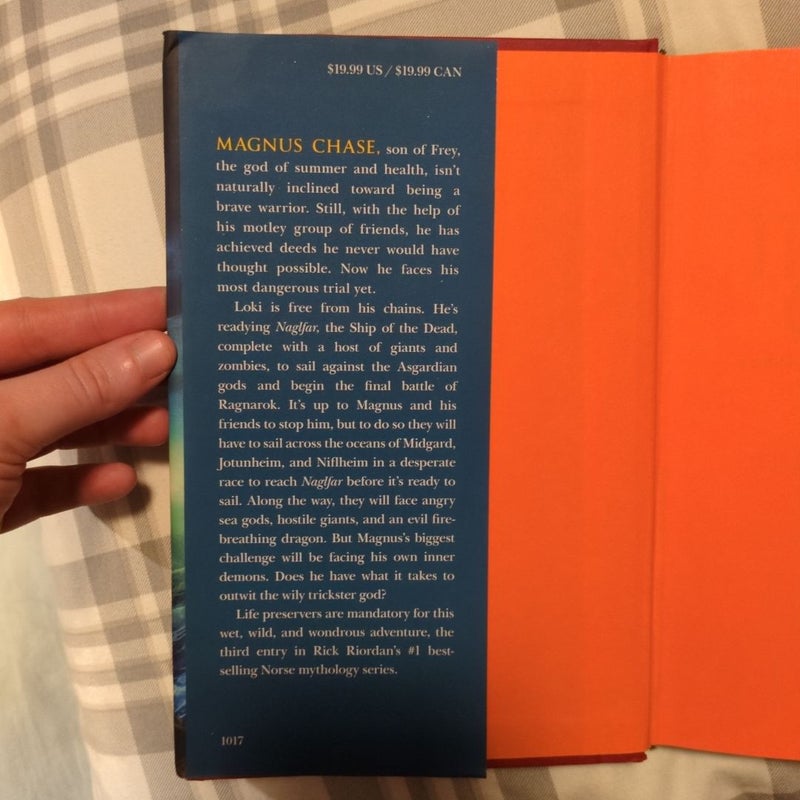 $19.99 US / $19.99 CAN
MAGNUS CHASE, son of Frey,
the god of summer and health, isn't
naturally inclined toward being a
brave warrior. Still, with the help of
his motley group of friends, he has
achieved deeds he never would have
thought possible. Now he faces his
most dangerous trial yet.
Loki is free from his chains. He's
readying Naglfar, the Ship of the Dead,
complete with a host of giants and
zombies, to sail against the Asgardian
gods and begin the final battle of
Ragnarok. It's up to Magnus and his
friends to stop him, but to do so they will
have to sail across the oceans of Midgard,
Jotunheim, and Niflheim in a desperate
race to reach Naglfar before it's ready to
sail. Along the way, they will face angry
sea gods, hostile giants, and an evil fire-
breathing dragon. But Magnus's biggest
challenge will be facing his own inner
demons. Does he have what it takes to
outwit the wily trickster god?
Life preservers are mandatory for this
wet, wild, and wondrous adventure, the
third entry in Rick Riordan's #1 best-
selling Norse mythology series.
1017